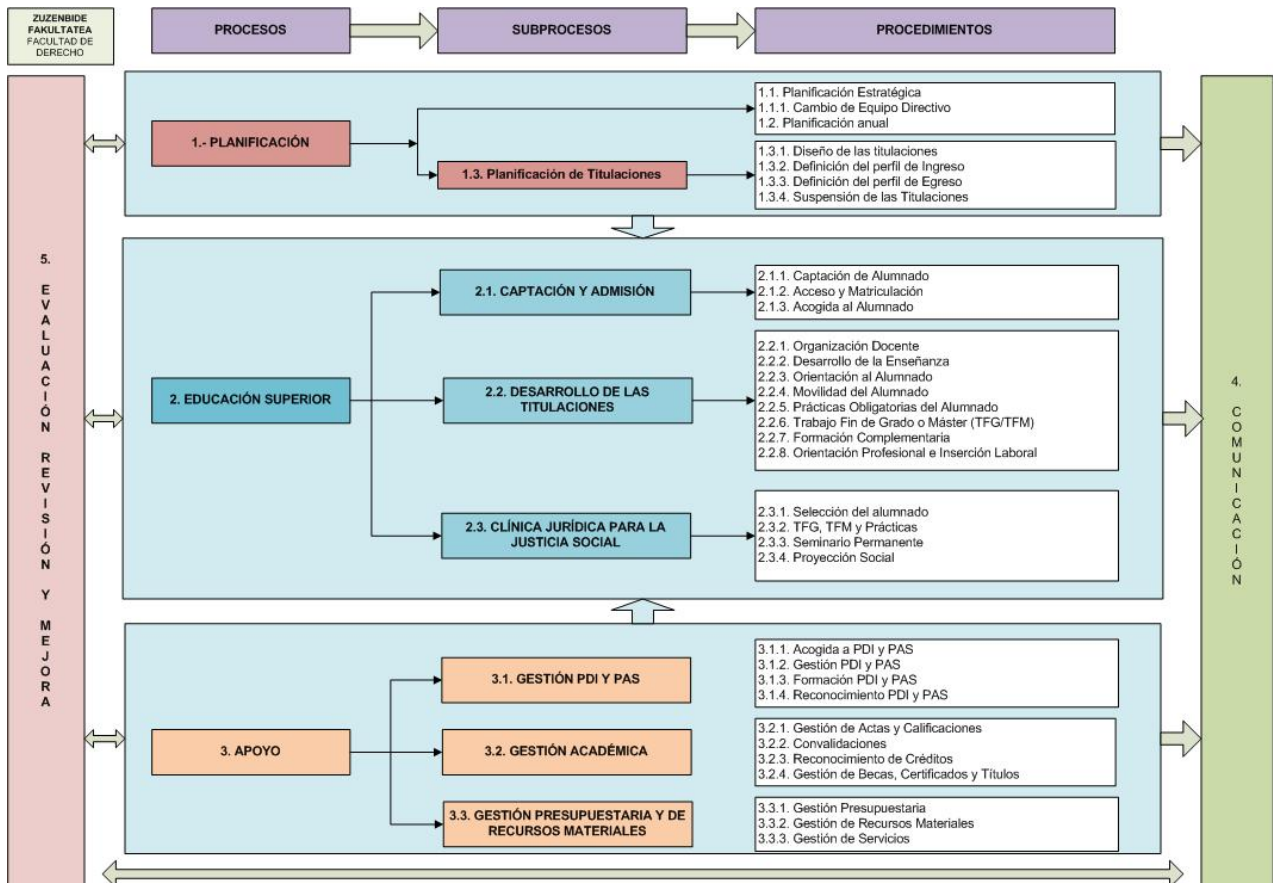 ZUZENBIDE
FAKULTATEA
FACULTAD DE
DERECHO
PROCESOS
SUBPROCESOS
PROCEDIMIENTOS
5. EVALUACIÓN REVISIÓN Y MEJORA
1.- PLANIFICACIÓN
1.1. Planificación Estratégica
1.1.1. Cambio de Equipo Directivo
1.2. Planificación anual
1.3. Planificación de Titulaciones
1.3.1. Diseño de las titulaciones
1.3.2. Definición del perfil de Ingreso
1.3.3. Definición del perfil de Egreso
1.3.4. Suspensión de las Titulaciones
2. EDUCACIÓN SUPERIOR
2.1. CAPTACIÓN Y ADMISIÓN
2.1.1. Captación de Alumnado
2.1.2. Acceso y Matriculación
2.1.3. Acogida al Alumnado
2.2. DESARROLLO DE LAS
TITULACIONES
2.2.1. Organización Docente
2.2.2. Desarrollo de la Enseñanza
2.2.3. Orientación al Alumnado
2.2.4. Movilidad del Alumnado
2.2.5. Prácticas Obligatorias del Alumnado
2.2.6. Trabajo Fin de Grado o Máster (TFG/TFM)
2.2.7. Formación Complementaria
2.2.8. Orientación Profesional e Inserción Laboral
2.3. CLÍNICA JURÍDICA PARA LA
JUSTICIA SOCIAL
2.3.1. Selección del alumnado
2.3.2. TFG, TFM y Prácticas
2.3.3. Seminario Permanente
2.3.4. Proyección Social
3. APOYO
3.1. GESTIÓN PDI Y PAS
3.1.1. Acogida a PDI y PAS
3.1.2. Gestión PDI y PAS
3.1.3. Formación PDI y PAS
3.1.4. Reconocimiento PDI y PAS
3.2. GESTIÓN ACADÉMICA
3.2.1. Gestión de Actas y Calificaciones
3.2.2. Convalidaciones
3.2.3. Reconocimiento de Créditos
3.2.4. Gestión de Becas, Certificados y Títulos
3.3. GESTIÓN PRESUPUESTARIA Y DE
RECURSOS MATERIALES
3.3.1. Gestión Presupuestaria
3.3.2. Gestión de Recursos Materiales
3.3.3. Gestión de Servicios
4. COMUNICACIÓN